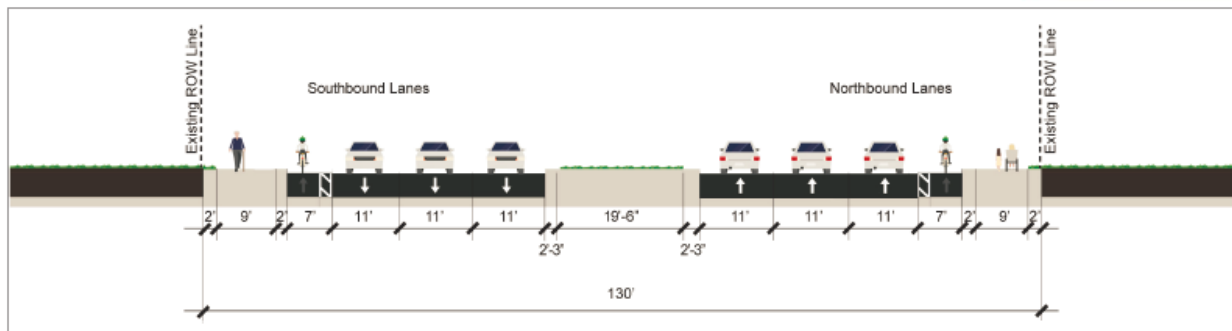 Existing ROW Line
Southbound Lanes
Northbound Lanes
Existing ROW Line
2' 9' 2' 7' 11' 11' 11' 19'-6" 11' 11' 11' 7' 2' 9' 2'
2'-3" 2'-3"
130'